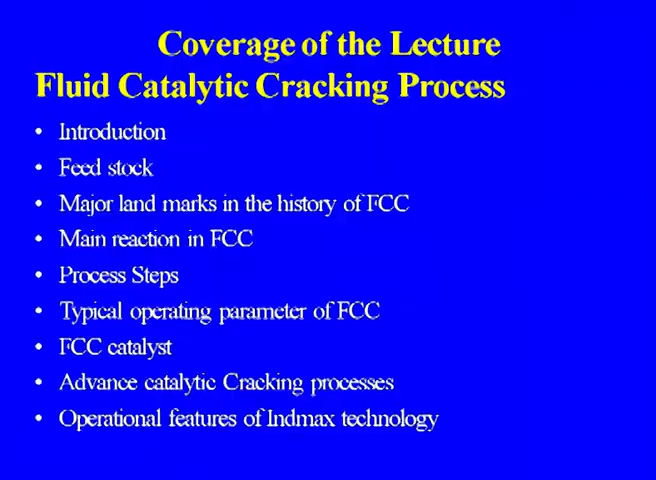 Coverage of the Lecture
Fluid Catalytic Cracking Process
• Introduction
• Feed stock
• Major land marks in the history of FCC
• Main reaction in FCC
• Process Steps
• Typical operating parameter of FCC
• FCC catalyst
• Advance catalytic Cracking processes
• Operational features of Indmax technology